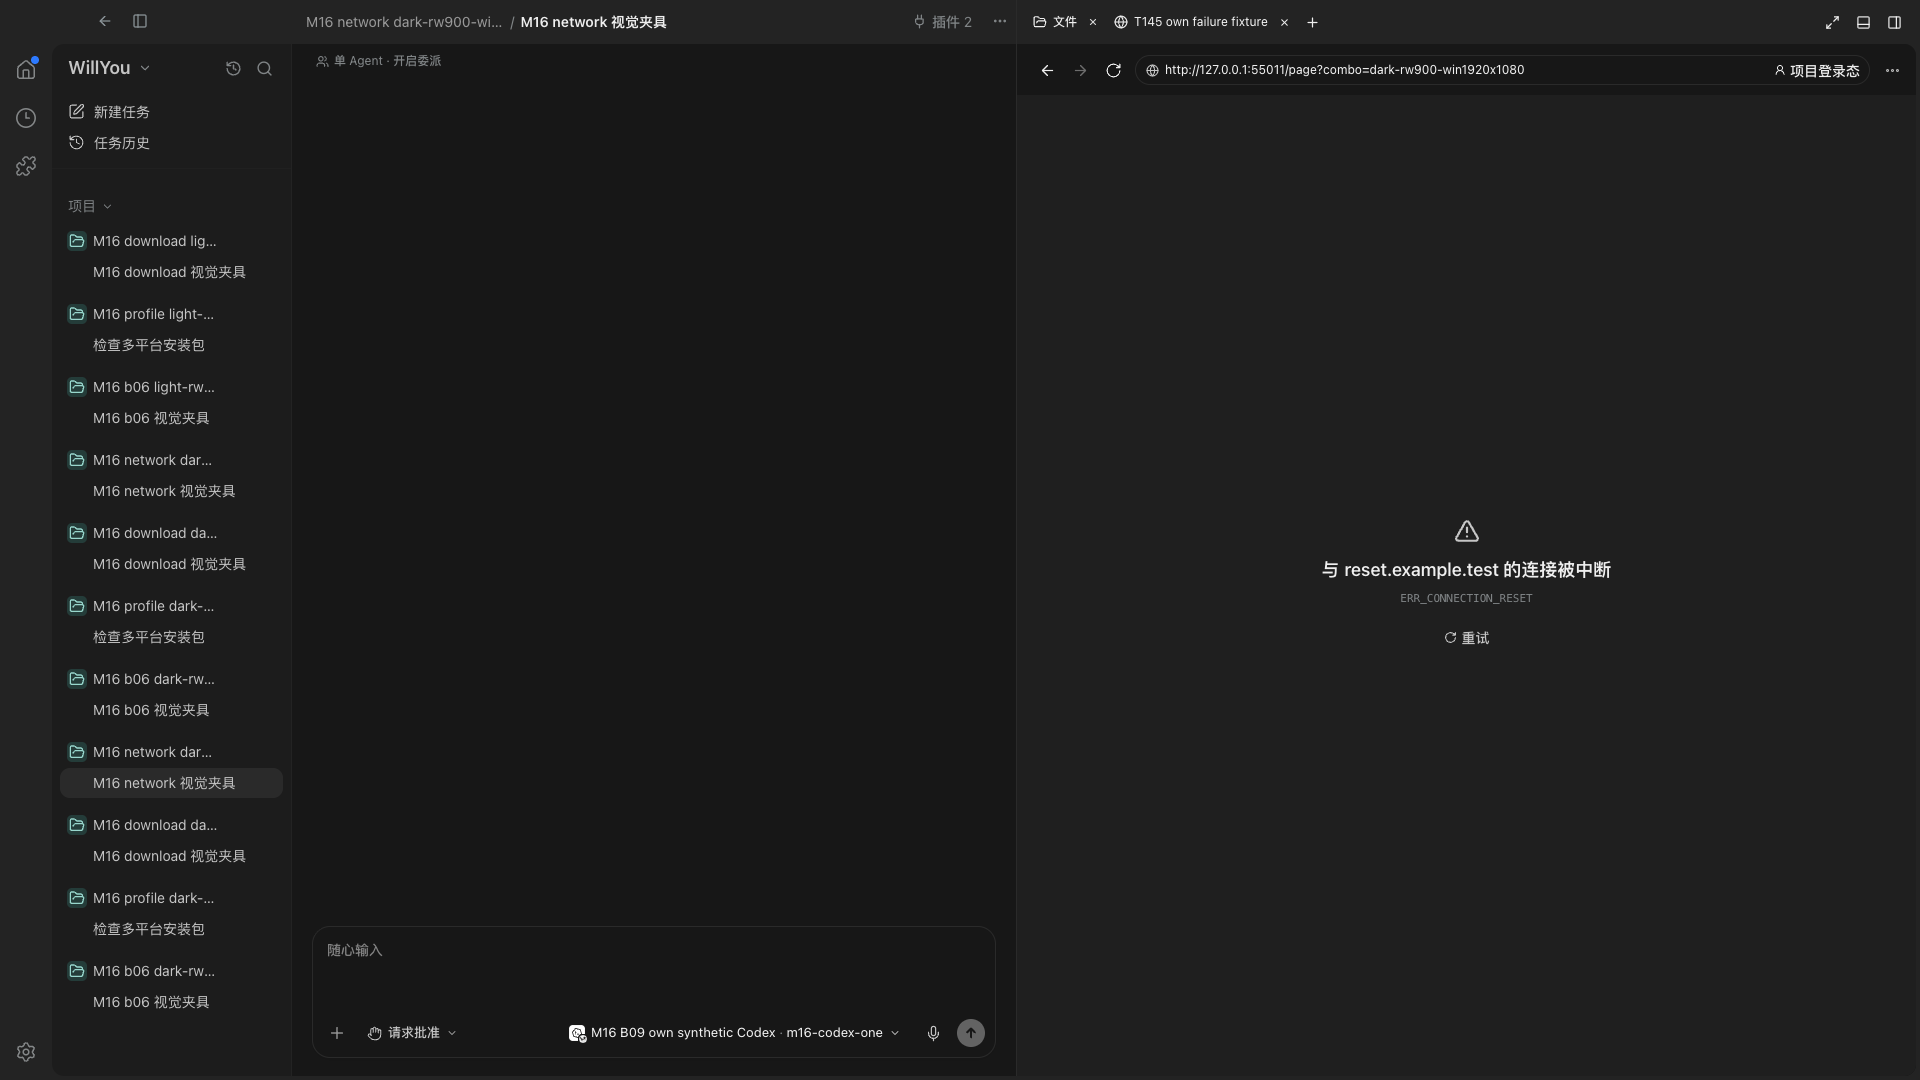 M16 network dark-rw900-wi... / M16 network 视觉夹具
插件 2
文件
T145 own failure fixture
WillYou
新建任务
任务历史
项目
M16 download lig...
M16 download 视觉夹具
M16 profile light-...
检查多平台安装包
M16 b06 light-rw...
M16 b06 视觉夹具
M16 network dar...
M16 network 视觉夹具
M16 download da...
M16 download 视觉夹具
M16 profile dark-...
检查多平台安装包
M16 b06 dark-rw...
M16 b06 视觉夹具
M16 network dar...
M16 network 视觉夹具
M16 download da...
M16 download 视觉夹具
M16 profile dark-...
检查多平台安装包
M16 b06 dark-rw...
M16 b06 视觉夹具
单 Agent · 开启委派
随心输入
请求批准
M16 B09 own synthetic Codex · m16-codex-one
http://127.0.0.1:55011/page?combo=dark-rw900-win1920x1080
项目登录态
与 reset.example.test 的连接被中断
ERR_CONNECTION_RESET
重试